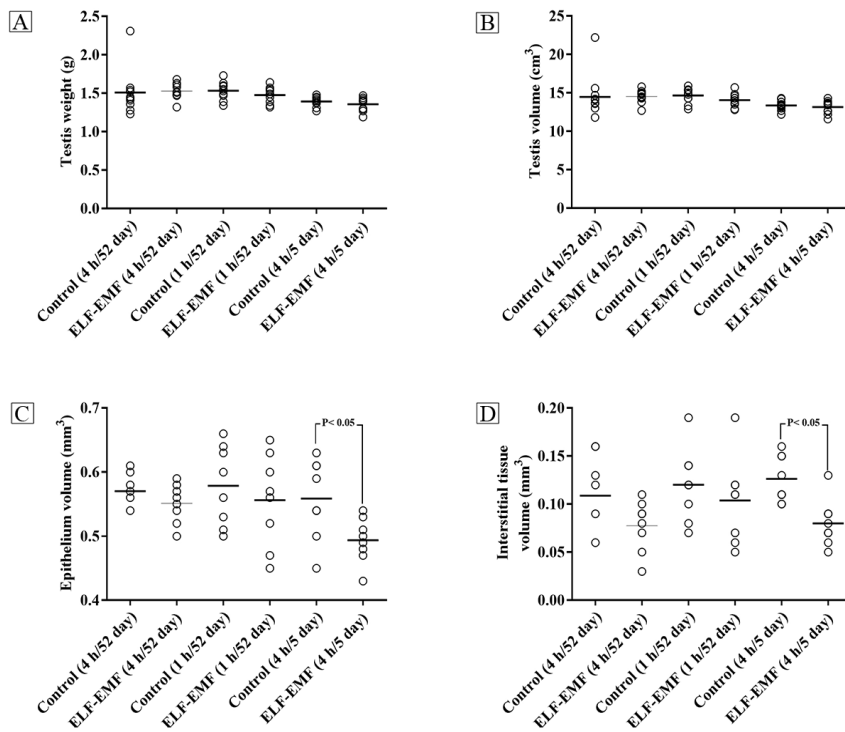 A
Testis weight (g)
2.5
2.0
1.5
1.0
0.5
0.0
Control (4 h/52 day)
ELF-EMF (4 h/52 day)
Control (1 h/52 day)
ELF-EMF (1 h/52 day)
Control (4 h/5 day)
ELF-EMF (4 h/5 day)
B
Testis volume (cm³)
25
20
15
10
5
0
Control (4 h/52 day)
ELF-EMF (4 h/52 day)
Control (1 h/52 day)
ELF-EMF (1 h/52 day)
Control (4 h/5 day)
ELF-EMF (4 h/5 day)
C
Epithelium volume (mm³)
0.7
0.6
0.5
0.4
P< 0.05
Control (4 h/52 day)
ELF-EMF (4 h/52 day)
Control (1 h/52 day)
ELF-EMF (1 h/52 day)
Control (4 h/5 day)
ELF-EMF (4 h/5 day)
D
Interstitial tissue
volume (mm³)
0.20
0.15
0.10
0.05
0.00
P< 0.05
Control (4 h/52 day)
ELF-EMF (4 h/52 day)
Control (1 h/52 day)
ELF-EMF (1 h/52 day)
Control (4 h/5 day)
ELF-EMF (4 h/5 day)